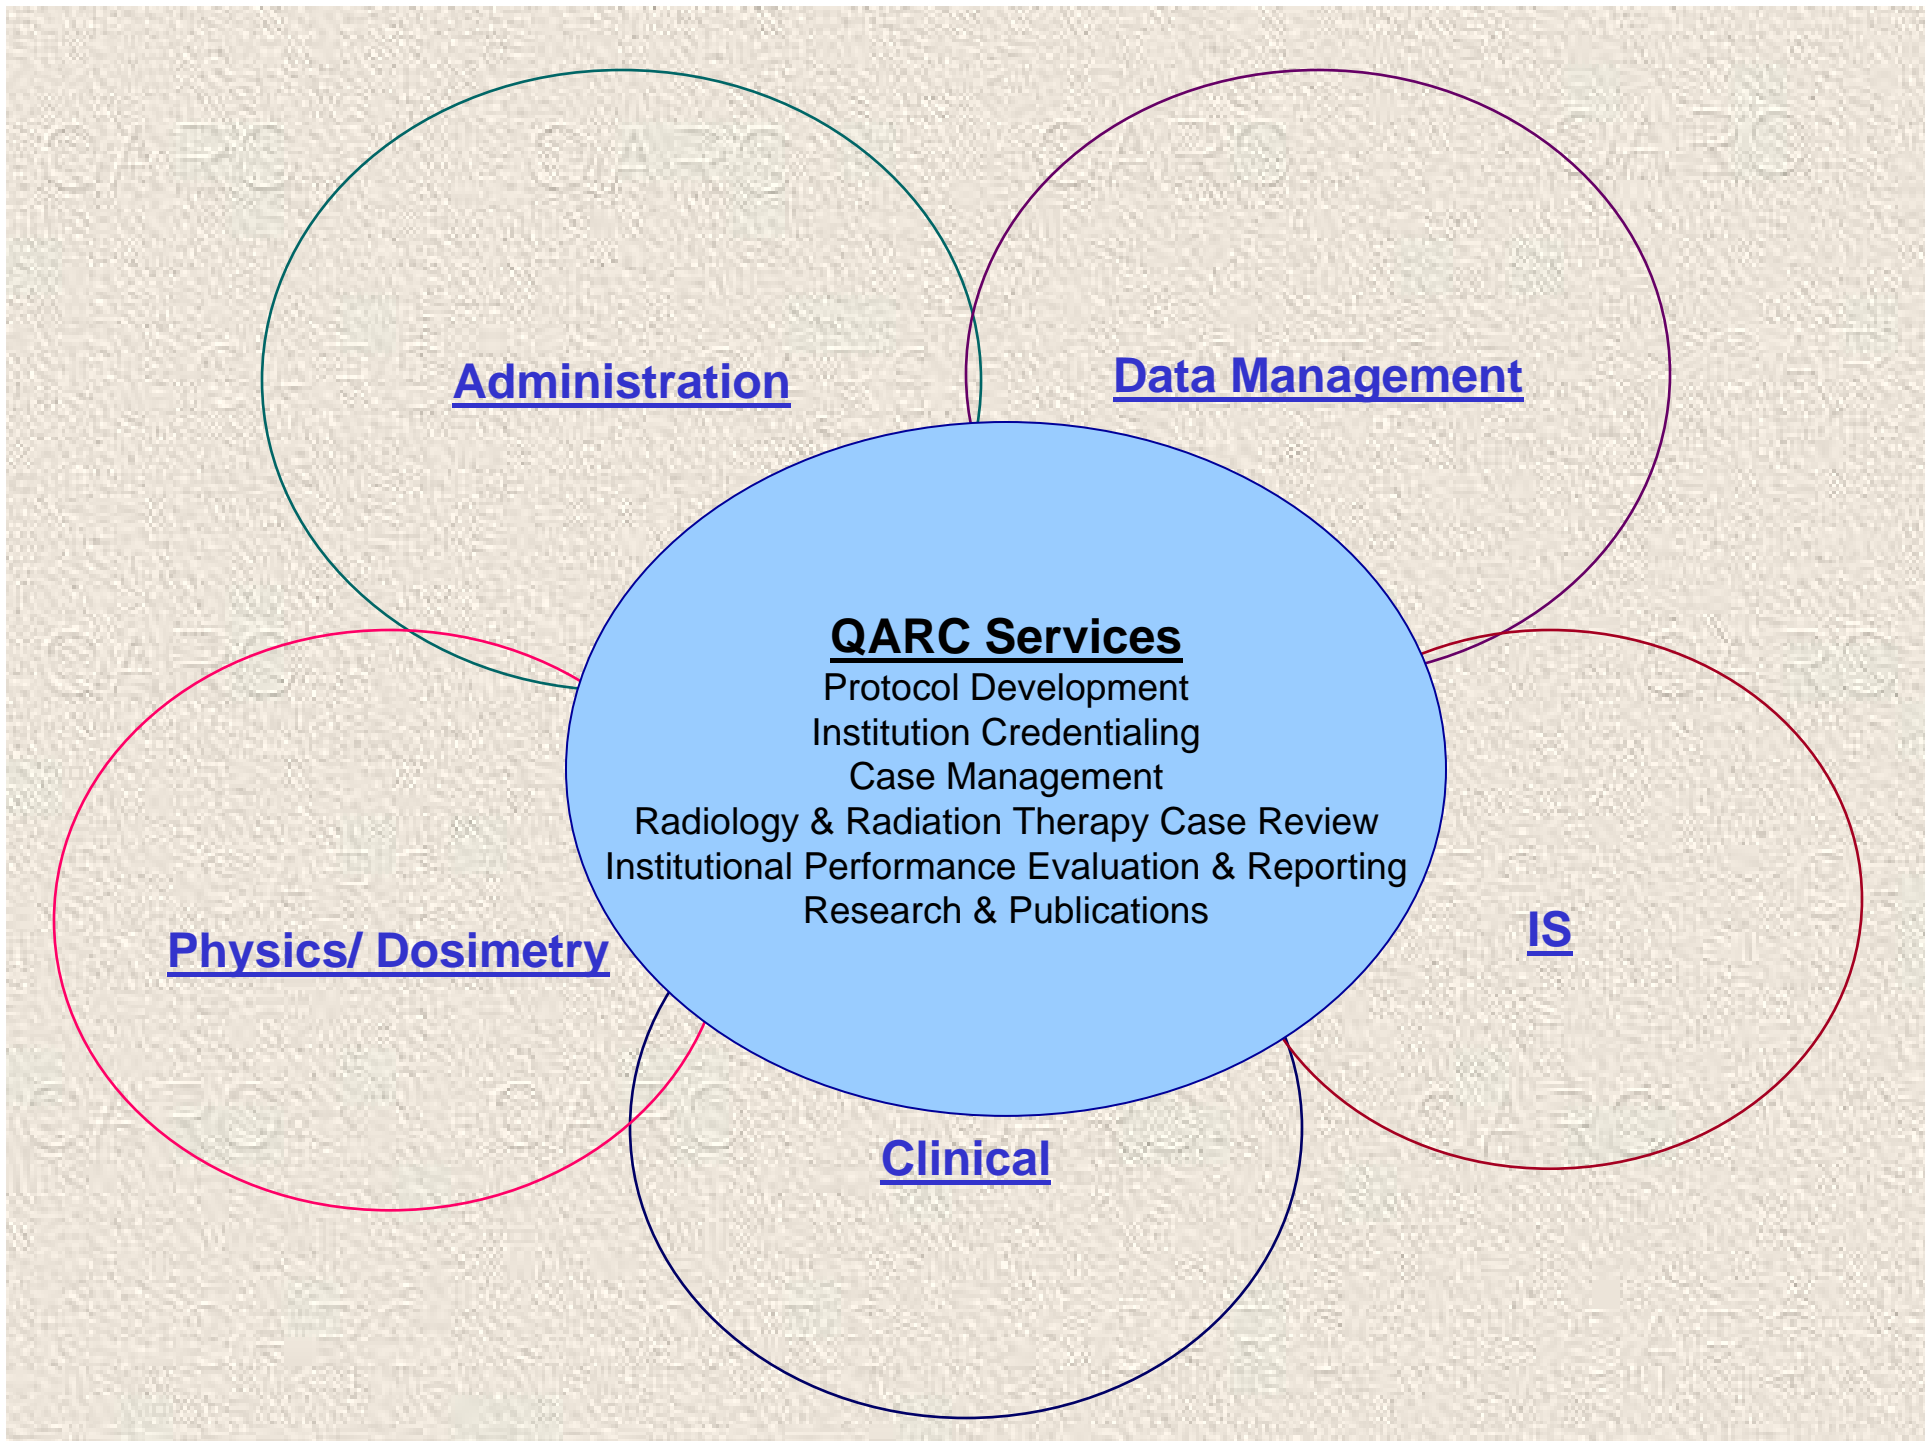 Administration
Data Management
QARC Services
Protocol Development
Institution Credentialing
Case Management
Radiology & Radiation Therapy Case Review
Institutional Performance Evaluation & Reporting
Research & Publications
Physics/ Dosimetry
IS
Clinical